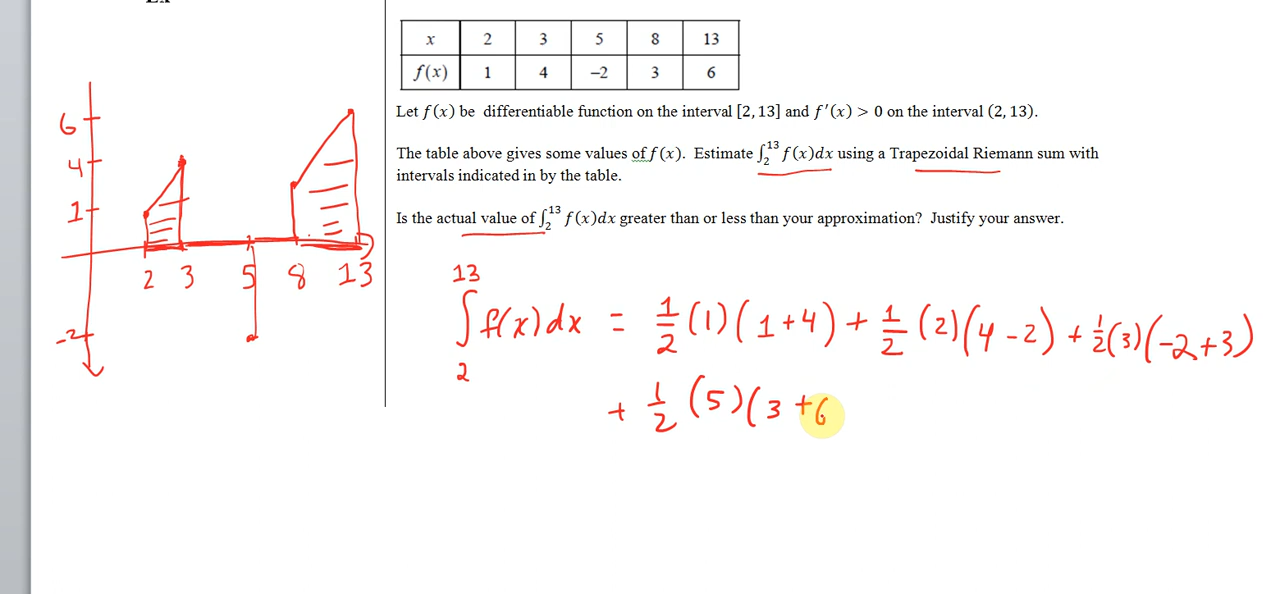 x 2 3 5 8 13
f(x) 1 4 −2 3 6
Let f(x) be differentiable function on the interval [2, 13] and f′(x) > 0 on the interval (2, 13).
The table above gives some values of f(x). Estimate ∫₂¹³ f(x)dx using a Trapezoidal Riemann sum with
intervals indicated in by the table.
Is the actual value of ∫₂¹³ f(x)dx greater than or less than your approximation? Justify your answer.
6
4
1
2 3 5 8 13
-2
∫₂¹³ f(x)dx = 1/2 (1)(1+4) + 1/2 (2)(4-2) + 1/2 (3)(-2+3)
+ 1/2 (5)(3+6